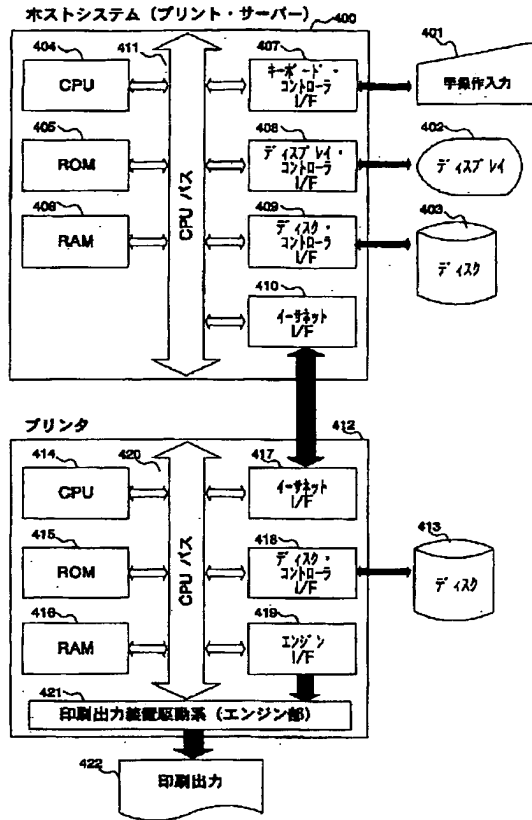 ホストシステム（プリント・サーバー）
400
404
CPU
411
407
キーボード・
コントローラ
I/F
401
手操作入力
405
ROM
408
ディスプレイ・
コントローラ
I/F
402
ディスプレイ
406
RAM
409
ディスク・
コントローラ
I/F
403
ディスク
CPU バス
410
イーサネット
I/F
プリンタ
412
414
CPU
420
417
イーサネット
I/F
415
ROM
418
ディスク・
コントローラ
I/F
413
ディスク
CPU バス
416
RAM
419
エンジン
I/F
421
印刷出力装置駆動系（エンジン部）
422
印刷出力